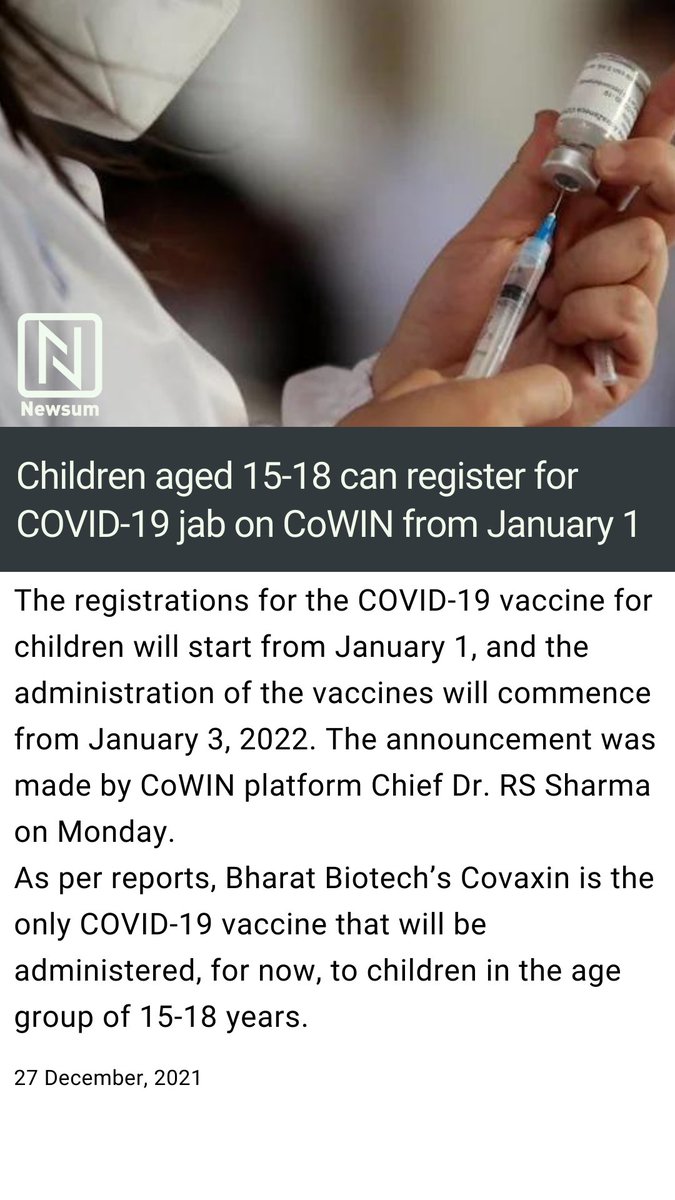 Newsum
Children aged 15-18 can register for
COVID-19 jab on CoWIN from January 1
The registrations for the COVID-19 vaccine for
children will start from January 1, and the
administration of the vaccines will commence
from January 3, 2022. The announcement was
made by CoWIN platform Chief Dr. RS Sharma
on Monday.
As per reports, Bharat Biotech’s Covaxin is the
only COVID-19 vaccine that will be
administered, for now, to children in the age
group of 15-18 years.
27 December, 2021